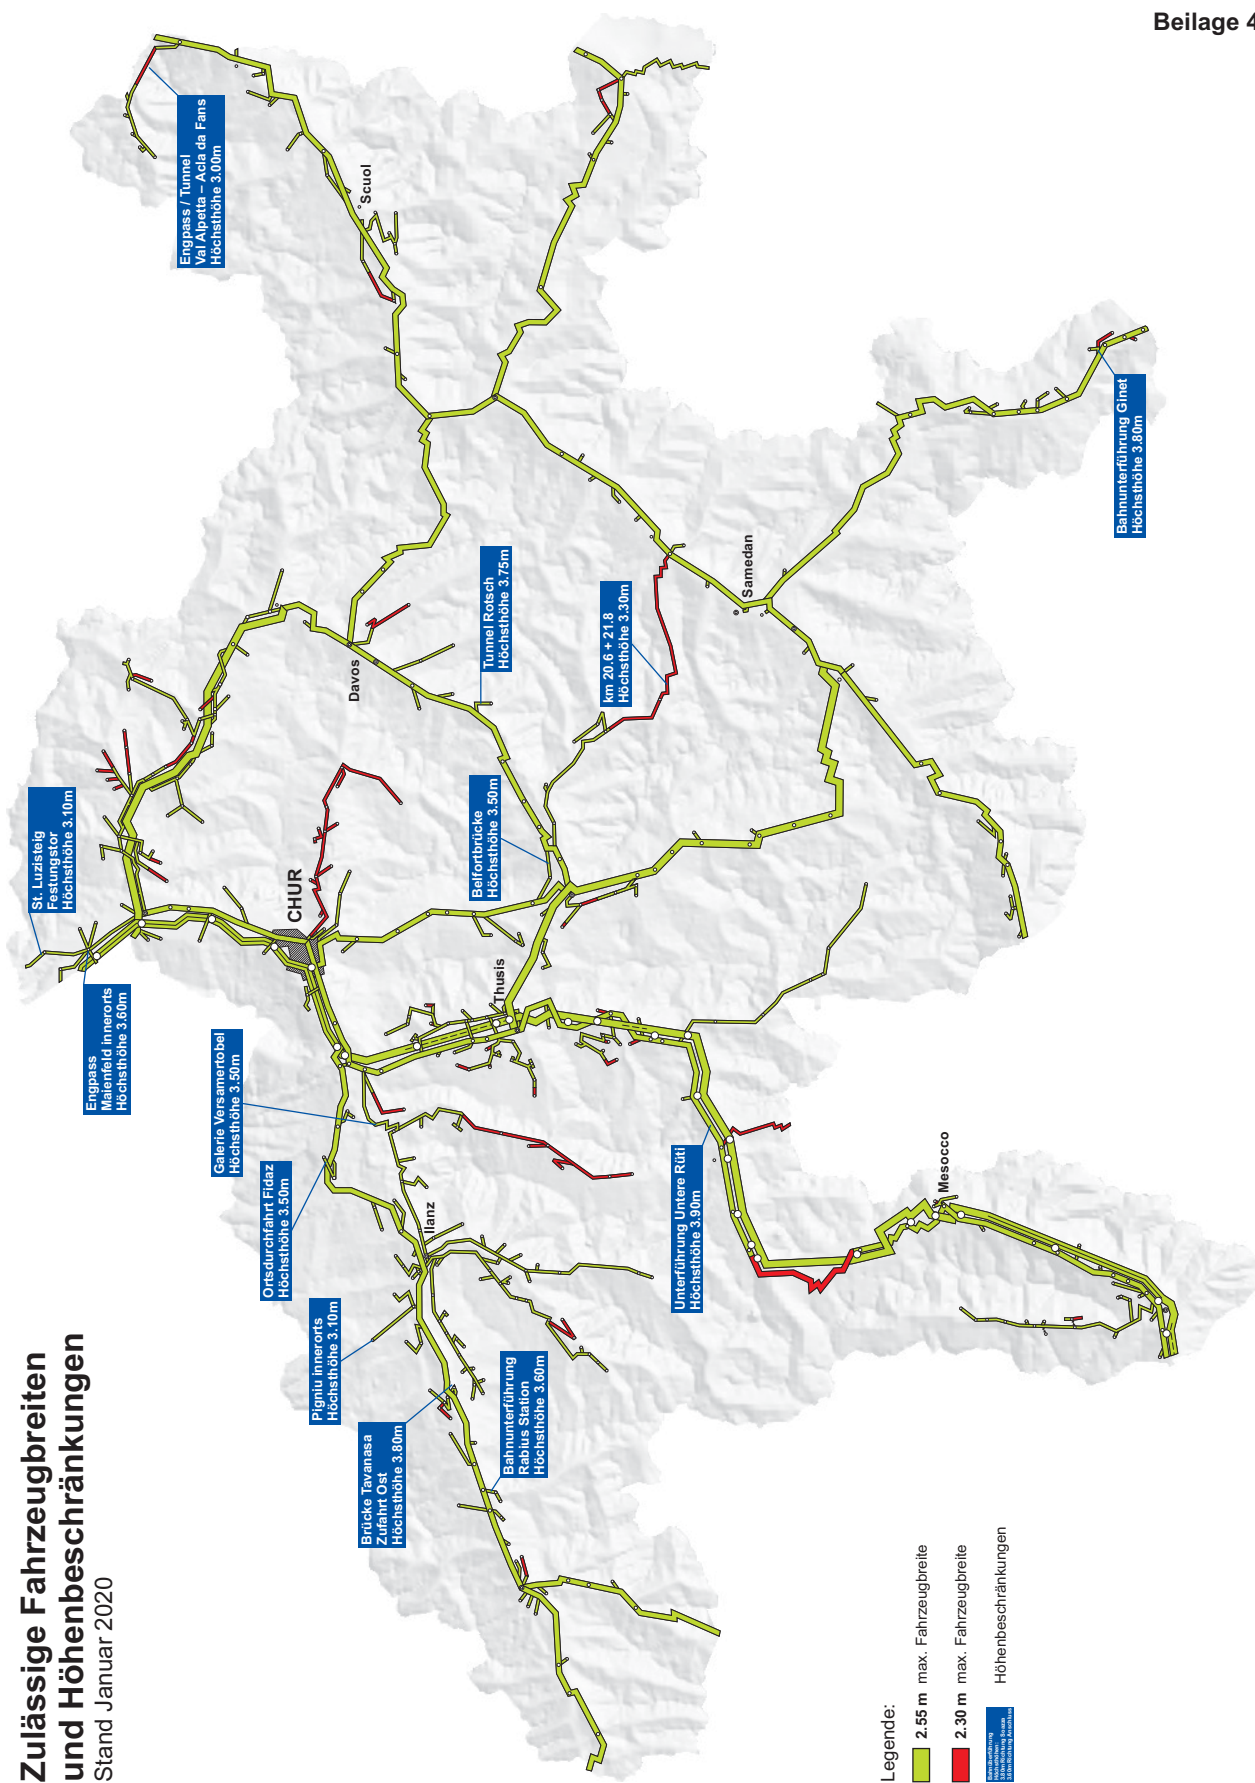 Beilage 4
Zulässige Fahrzeugbreiten
und Höhenbeschränkungen
Stand Januar 2020
Engpass / Tunnel
Val Alpetta – Acla da Fans
Höchsthöhe 3.00m
Scuol
St. Luzisteig
Festungstor
Höchsthöhe 3.10m
Engpass
Maienfeld innerorts
Höchsthöhe 3.60m
CHUR
Davos
Tunnel Rotsch
Höchsthöhe 3.75m
km 20.6 + 21.8
Höchsthöhe 3.30m
Samedan
Bahnunterführung Ginet
Höchsthöhe 3.80m
Belfortbrücke
Höchsthöhe 3.50m
Thusis
Galerie Versamertobel
Höchsthöhe 3.50m
Ortsdurchfahrt Fidaz
Höchsthöhe 3.50m
Ilanz
Pigniu innerorts
Höchsthöhe 3.10m
Brücke Tavanasa
Zufahrt Ost
Höchsthöhe 3.80m
Bahnunterführung
Rabius Station
Höchsthöhe 3.60m
Unterführung Untere Rüti
Höchsthöhe 3.90m
Mesocco
Legende:
2.55 m max. Fahrzeugbreite
2.30 m max. Fahrzeugbreite
Höhenbeschränkungen